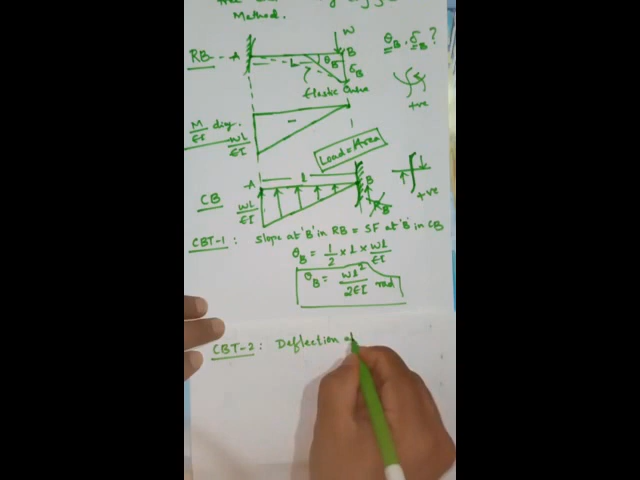 Method.
W
RB - A
B
θB
θB, δB ?
L
δB
Elastic Curve
+ve
M/EI diag.
-
WL/EI
Load = Area
A
l
B
CB
WL/EI
B
+ve
CBT-1 : Slope at 'B' in RB = SF at 'B' in CB
θB = 1/2 × l × Wl/EI
θB = Wl²/2EI rad
CBT-2 : Deflection a